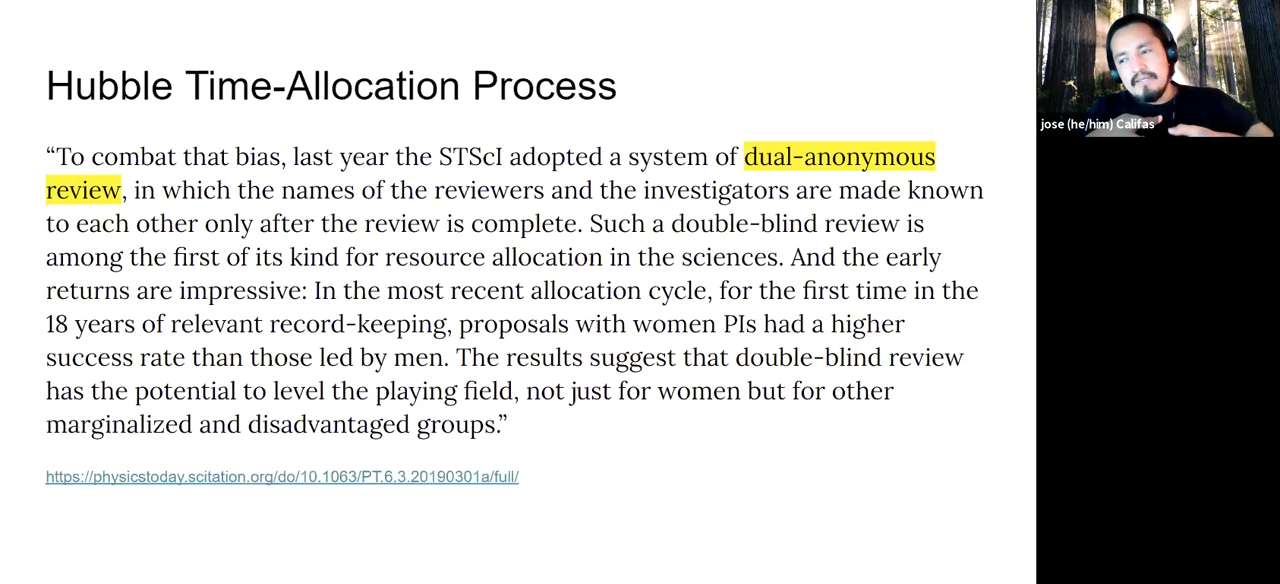 Hubble Time-Allocation Process
“To combat that bias, last year the STScI adopted a system of dual-anonymous
review, in which the names of the reviewers and the investigators are made known
to each other only after the review is complete. Such a double-blind review is
among the first of its kind for resource allocation in the sciences. And the early
returns are impressive: In the most recent allocation cycle, for the first time in the
18 years of relevant record-keeping, proposals with women PIs had a higher
success rate than those led by men. The results suggest that double-blind review
has the potential to level the playing field, not just for women but for other
marginalized and disadvantaged groups.”
https://physicstoday.scitation.org/do/10.1063/PT.6.3.20190301a/full/
jose (he/him) Califas